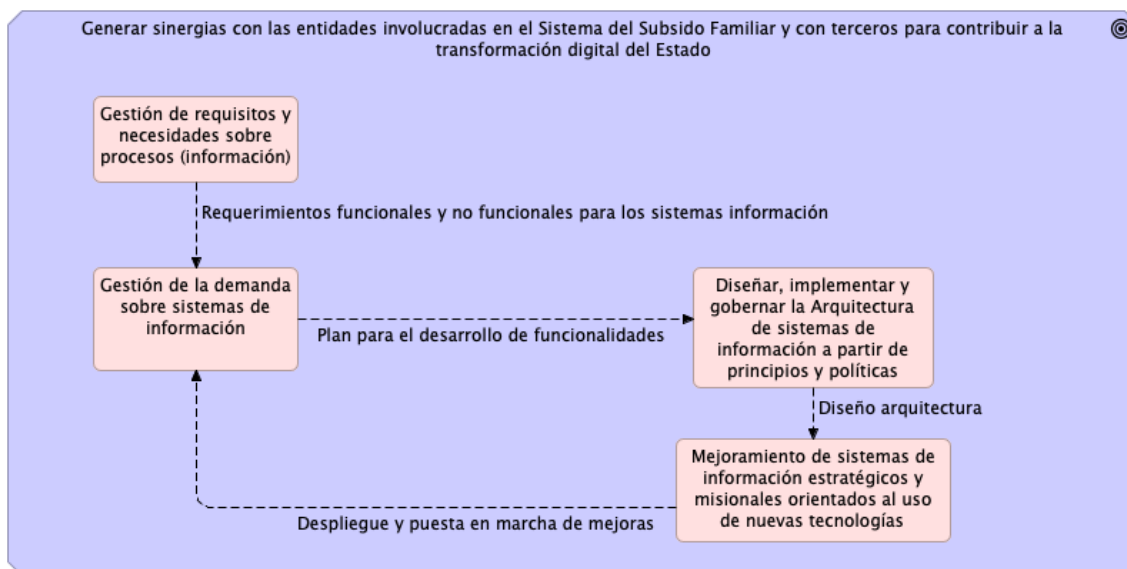 Generar sinergias con las entidades involucradas en el Sistema del Subsido Familiar y con terceros para contribuir a la
transformación digital del Estado
Gestión de requisitos y
necesidades sobre
procesos (información)
Requerimientos funcionales y no funcionales para los sistemas información
Gestión de la demanda
sobre sistemas de
información
Plan para el desarrollo de funcionalidades
Diseñar, implementar y
gobernar la Arquitectura
de sistemas de
información a partir de
principios y políticas
Diseño arquitectura
Mejoramiento de sistemas de
información estratégicos y
misionales orientados al uso
de nuevas tecnologías
Despliegue y puesta en marcha de mejoras